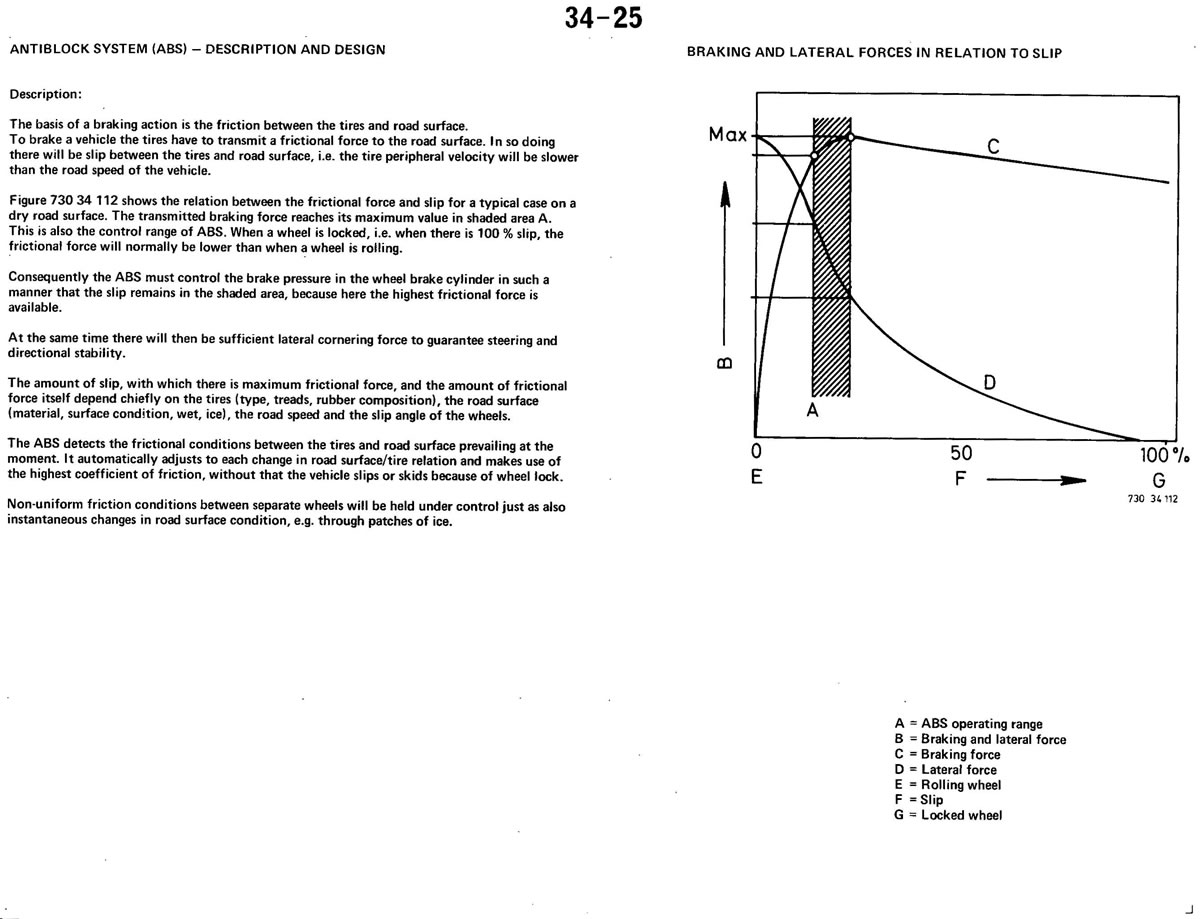 34-25
ANTIBLOCK SYSTEM (ABS) – DESCRIPTION AND DESIGN
Description:
The basis of a braking action is the friction between the tires and road surface.
To brake a vehicle the tires have to transmit a frictional force to the road surface. In so doing
there will be slip between the tires and road surface, i.e. the tire peripheral velocity will be slower
than the road speed of the vehicle.
Figure 730 34 112 shows the relation between the frictional force and slip for a typical case on a
dry road surface. The transmitted braking force reaches its maximum value in shaded area A.
This is also the control range of ABS. When a wheel is locked, i.e. when there is 100 % slip, the
frictional force will normally be lower than when a wheel is rolling.
Consequently the ABS must control the brake pressure in the wheel brake cylinder in such a
manner that the slip remains in the shaded area, because here the highest frictional force is
available.
At the same time there will then be sufficient lateral cornering force to guarantee steering and
directional stability.
The amount of slip, with which there is maximum frictional force, and the amount of frictional
force itself depend chiefly on the tires (type, treads, rubber composition), the road surface
(material, surface condition, wet, ice), the road speed and the slip angle of the wheels.
The ABS detects the frictional conditions between the tires and road surface prevailing at the
moment. It automatically adjusts to each change in road surface/tire relation and makes use of
the highest coefficient of friction, without that the vehicle slips or skids because of wheel lock.
Non-uniform friction conditions between separate wheels will be held under control just as also
instantaneous changes in road surface condition, e.g. through patches of ice.
BRAKING AND LATERAL FORCES IN RELATION TO SLIP
Max
C
B
D
A
0 50 100 %
E F G
730 34 112
A = ABS operating range
B = Braking and lateral force
C = Braking force
D = Lateral force
E = Rolling wheel
F = Slip
G = Locked wheel